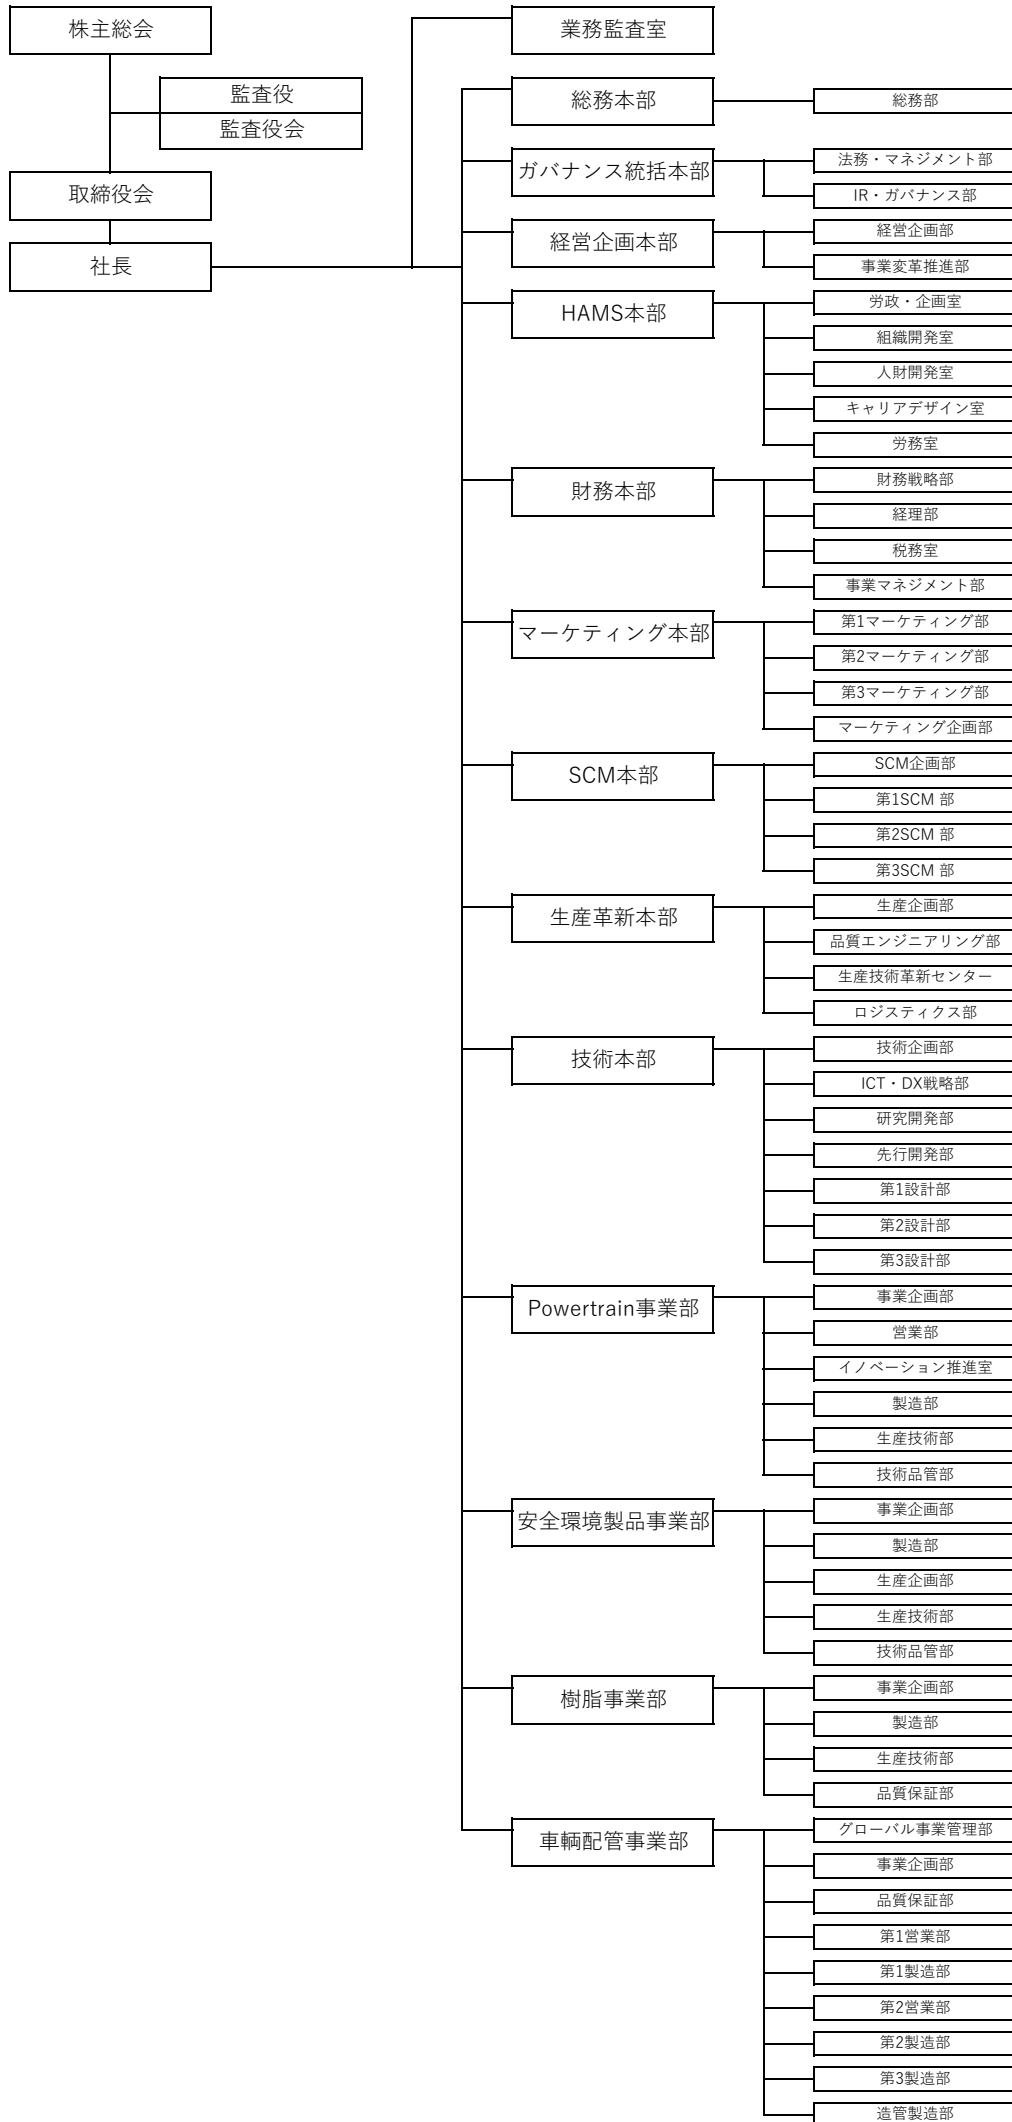 株主総会
監査役
監査役会
取締役会
社長
業務監査室
総務本部
総務部
ガバナンス統括本部
法務・マネジメント部
IR・ガバナンス部
経営企画本部
経営企画部
事業変革推進部
HAMS本部
労政・企画室
組織開発室
人財開発室
キャリアデザイン室
労務室
財務本部
財務戦略部
経理部
税務室
事業マネジメント部
マーケティング本部
第1マーケティング部
第2マーケティング部
第3マーケティング部
マーケティング企画部
SCM本部
SCM企画部
第1SCM 部
第2SCM 部
第3SCM 部
生産革新本部
生産企画部
品質エンジニアリング部
生産技術革新センター
ロジスティクス部
技術本部
技術企画部
ICT・DX戦略部
研究開発部
先行開発部
第1設計部
第2設計部
第3設計部
Powertrain事業部
事業企画部
営業部
イノベーション推進室
製造部
生産技術部
技術品管部
安全環境製品事業部
事業企画部
製造部
生産企画部
生産技術部
技術品管部
樹脂事業部
事業企画部
製造部
生産技術部
品質保証部
車輌配管事業部
グローバル事業管理部
事業企画部
品質保証部
第1営業部
第1製造部
第2営業部
第2製造部
第3製造部
造管製造部